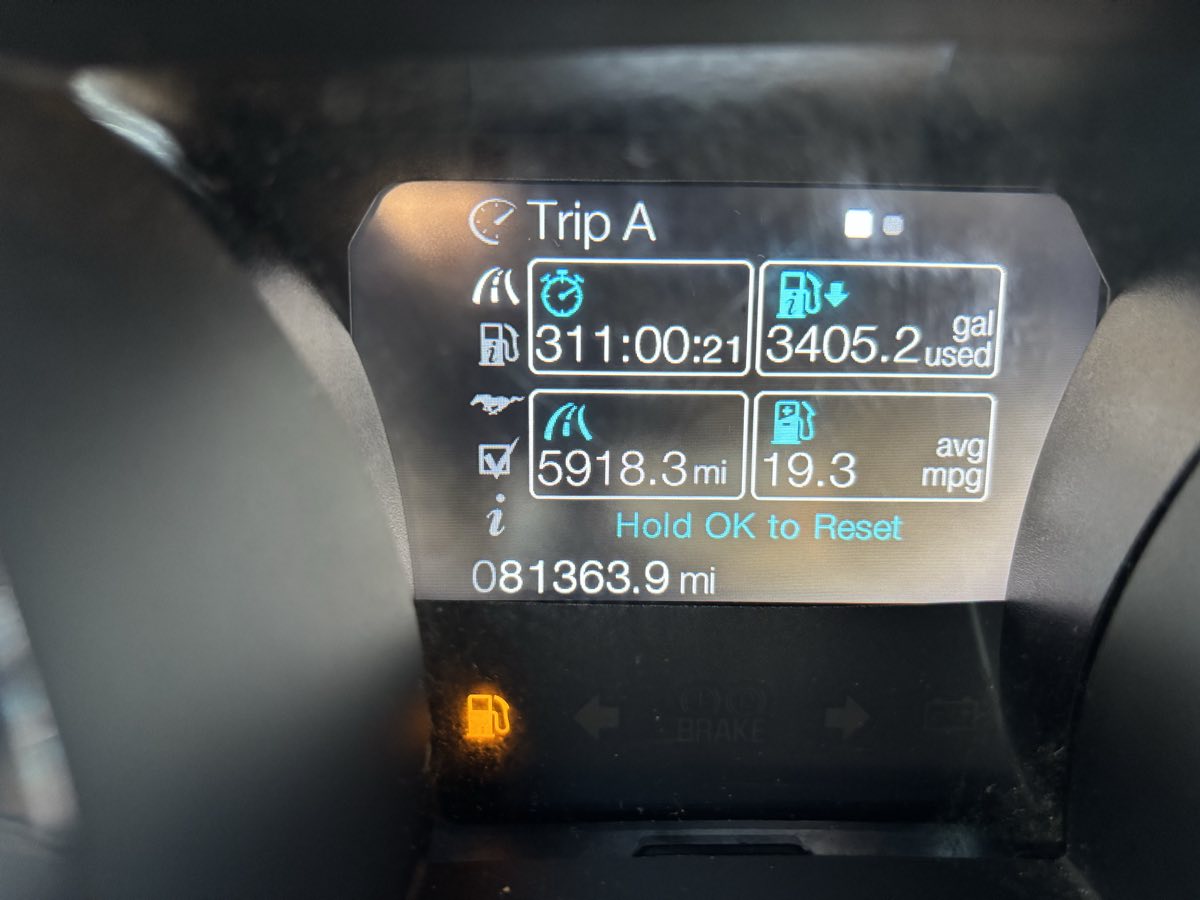 Trip A
311:00:21
3405.2 gal used
5918.3 mi
19.3 avg mpg
Hold OK to Reset
081363.9 mi
BRAKE